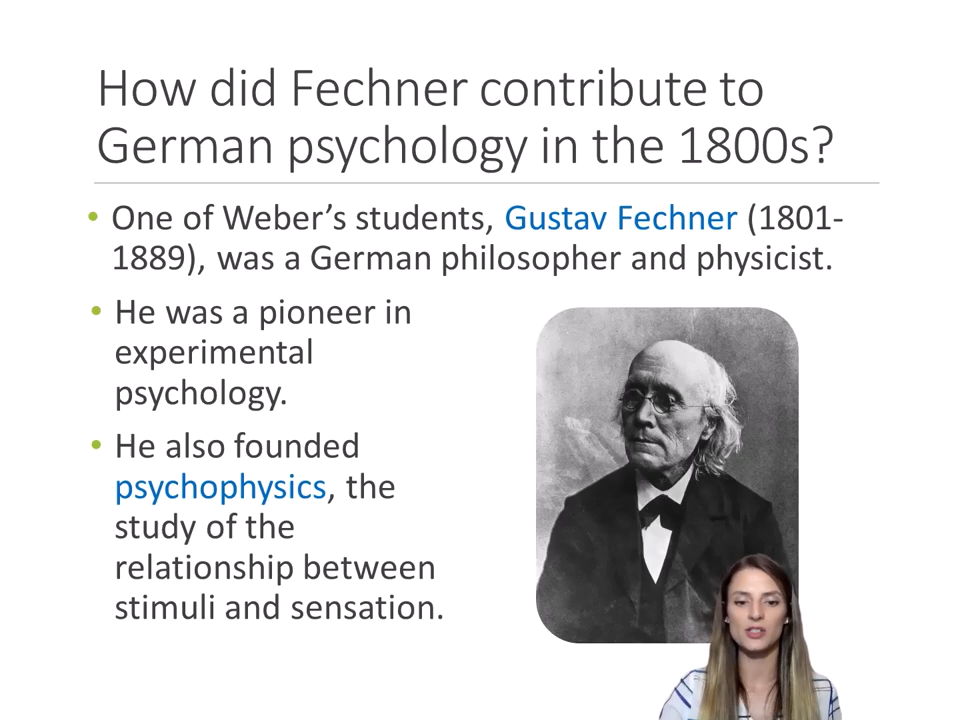 How did Fechner contribute to
German psychology in the 1800s?
• One of Weber’s students, Gustav Fechner (1801-
1889), was a German philosopher and physicist.
• He was a pioneer in
experimental
psychology.
• He also founded
psychophysics, the
study of the
relationship between
stimuli and sensation.